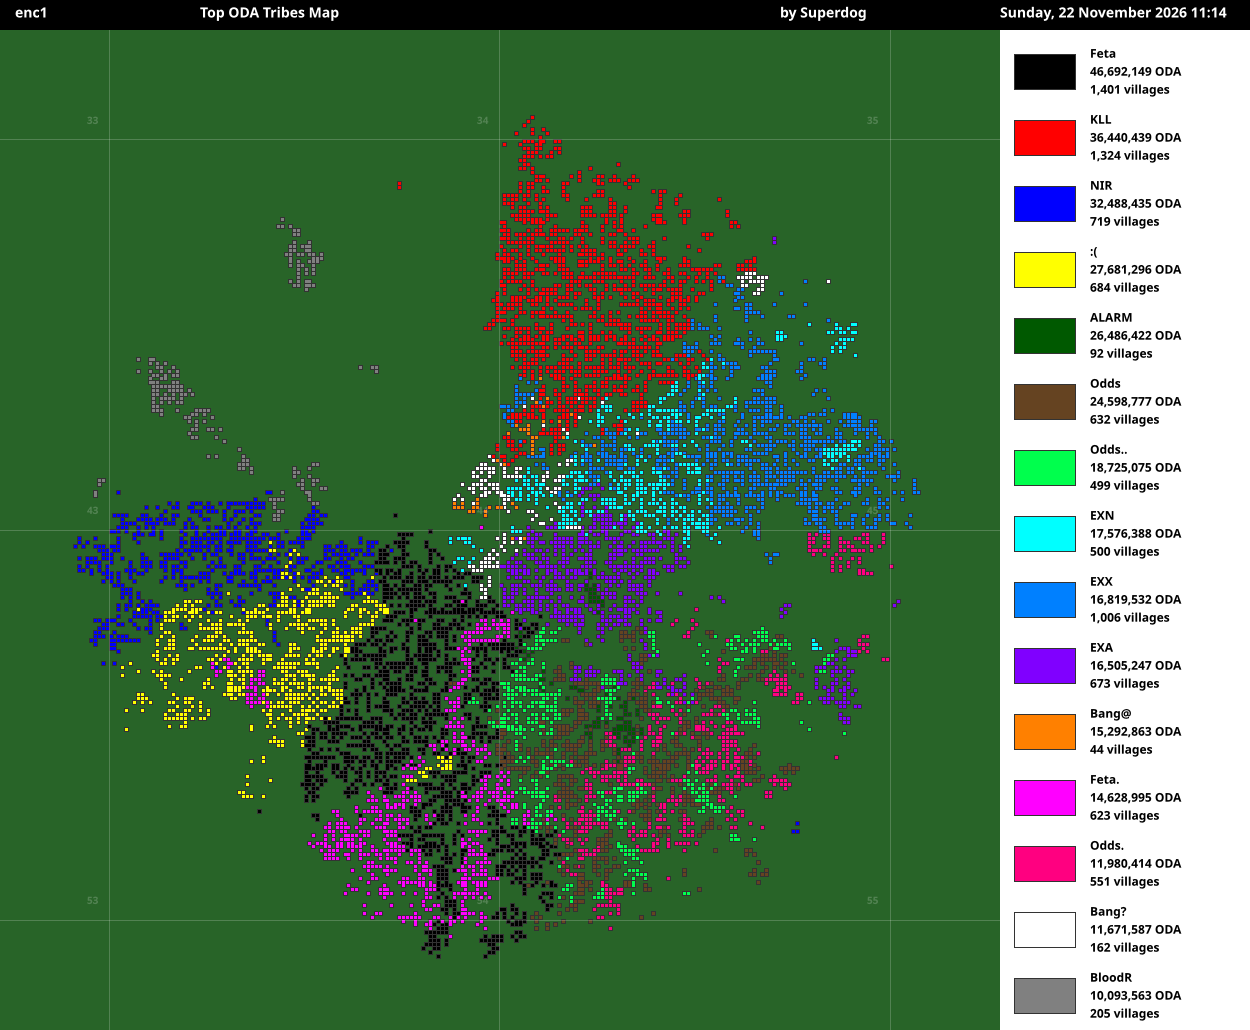 enc1 Top ODA Tribes Map by Superdog Sunday, 22 November 2026 11:14
33 34 35
43 45
53 54 55
Feta
46,692,149 ODA
1,401 villages
KLL
36,440,439 ODA
1,324 villages
NIR
32,488,435 ODA
719 villages
:(
27,681,296 ODA
684 villages
ALARM
26,486,422 ODA
92 villages
Odds
24,598,777 ODA
632 villages
Odds..
18,725,075 ODA
499 villages
EXN
17,576,388 ODA
500 villages
EXX
16,819,532 ODA
1,006 villages
EXA
16,505,247 ODA
673 villages
Bang@
15,292,863 ODA
44 villages
Feta.
14,628,995 ODA
623 villages
Odds.
11,980,414 ODA
551 villages
Bang?
11,671,587 ODA
162 villages
BloodR
10,093,563 ODA
205 villages